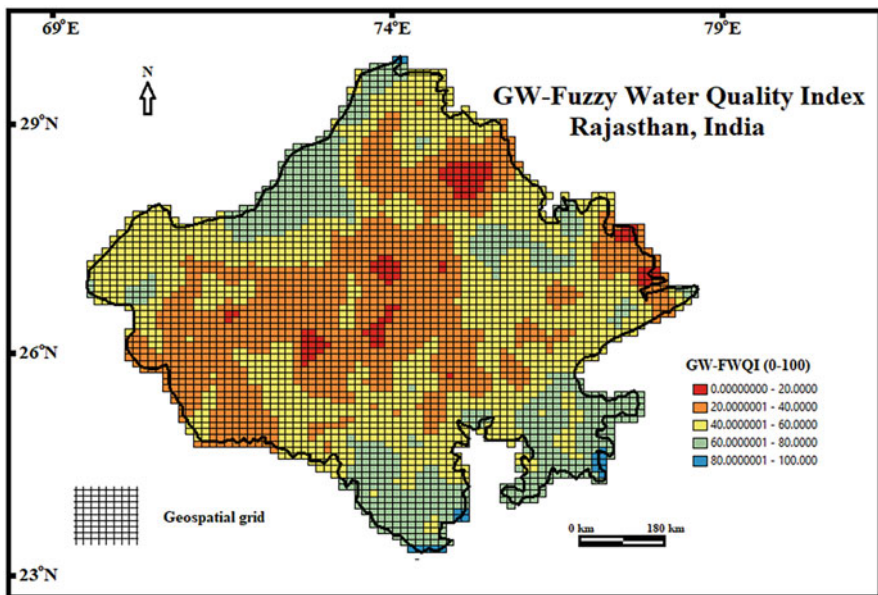 69°E 74°E 79°E
N
GW-Fuzzy Water Quality Index
Rajasthan, India
29°N
26°N
GW-FWQI (0-100)
0.00000000 - 20.0000
20.0000001 - 40.0000
40.0000001 - 60.0000
60.0000001 - 80.0000
80.0000001 - 100.000
Geospatial grid
0 km 180 km
23°N